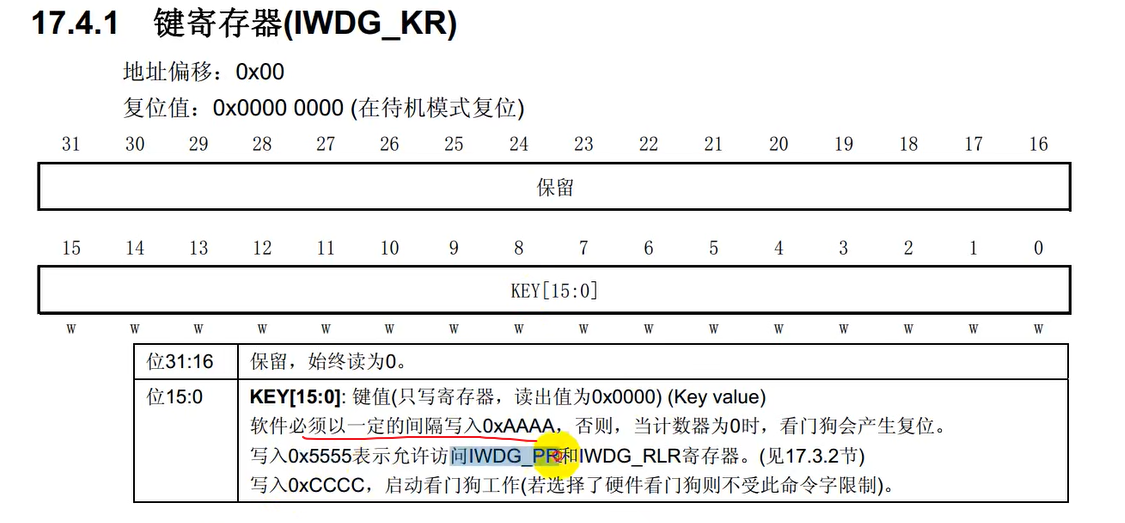 17.4.1 键寄存器(IWDG_KR)
地址偏移：0x00
复位值：0x0000 0000 (在待机模式复位)
31 30 29 28 27 26 25 24 23 22 21 20 19 18 17 16
保留
15 14 13 12 11 10 9 8 7 6 5 4 3 2 1 0
KEY[15:0]
w w w w w w w w w w w w w w w w
位31:16 保留，始终读为0。
位15:0 KEY[15:0]: 键值(只写寄存器，读出值为0x0000) (Key value)
软件必须以一定的间隔写入0xAAAA，否则，当计数器为0时，看门狗会产生复位。
写入0x5555表示允许访问IWDG_PR和IWDG_RLR寄存器。(见17.3.2节)
写入0xCCCC，启动看门狗工作(若选择了硬件看门狗则不受此命令字限制)。